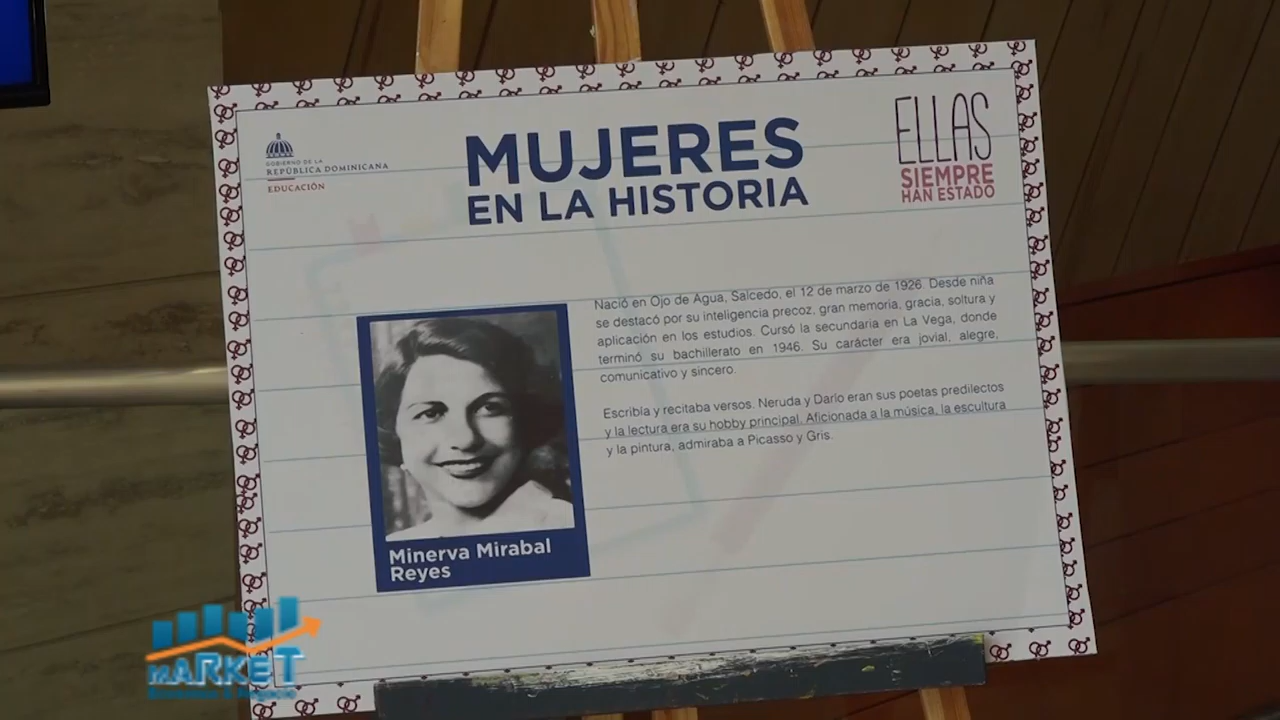 GOBIERNO DE LA
REPÚBLICA DOMINICANA
EDUCACIÓN
MUJERES
EN LA HISTORIA
ELLAS
SIEMPRE
HAN ESTADO
Nació en Ojo de Agua, Salcedo, el 12 de marzo de 1926. Desde niña
se destacó por su inteligencia precoz, gran memoria, gracia, soltura y
aplicación en los estudios. Cursó la secundaria en La Vega, donde
terminó su bachillerato en 1946. Su carácter era jovial, alegre,
comunicativo y sincero.
Escribía y recitaba versos. Neruda y Darío eran sus poetas predilectos
y la lectura era su hobby principal. Aficionada a la música, la escultura
y la pintura, admiraba a Picasso y Gris.
Minerva Mirabal
Reyes
MARKET